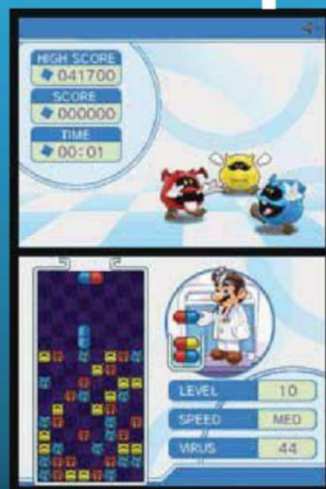 HIGH SCORE
041700
SCORE
000000
TIME
00:01
LEVEL 10
SPEED MED
VIRUS 44